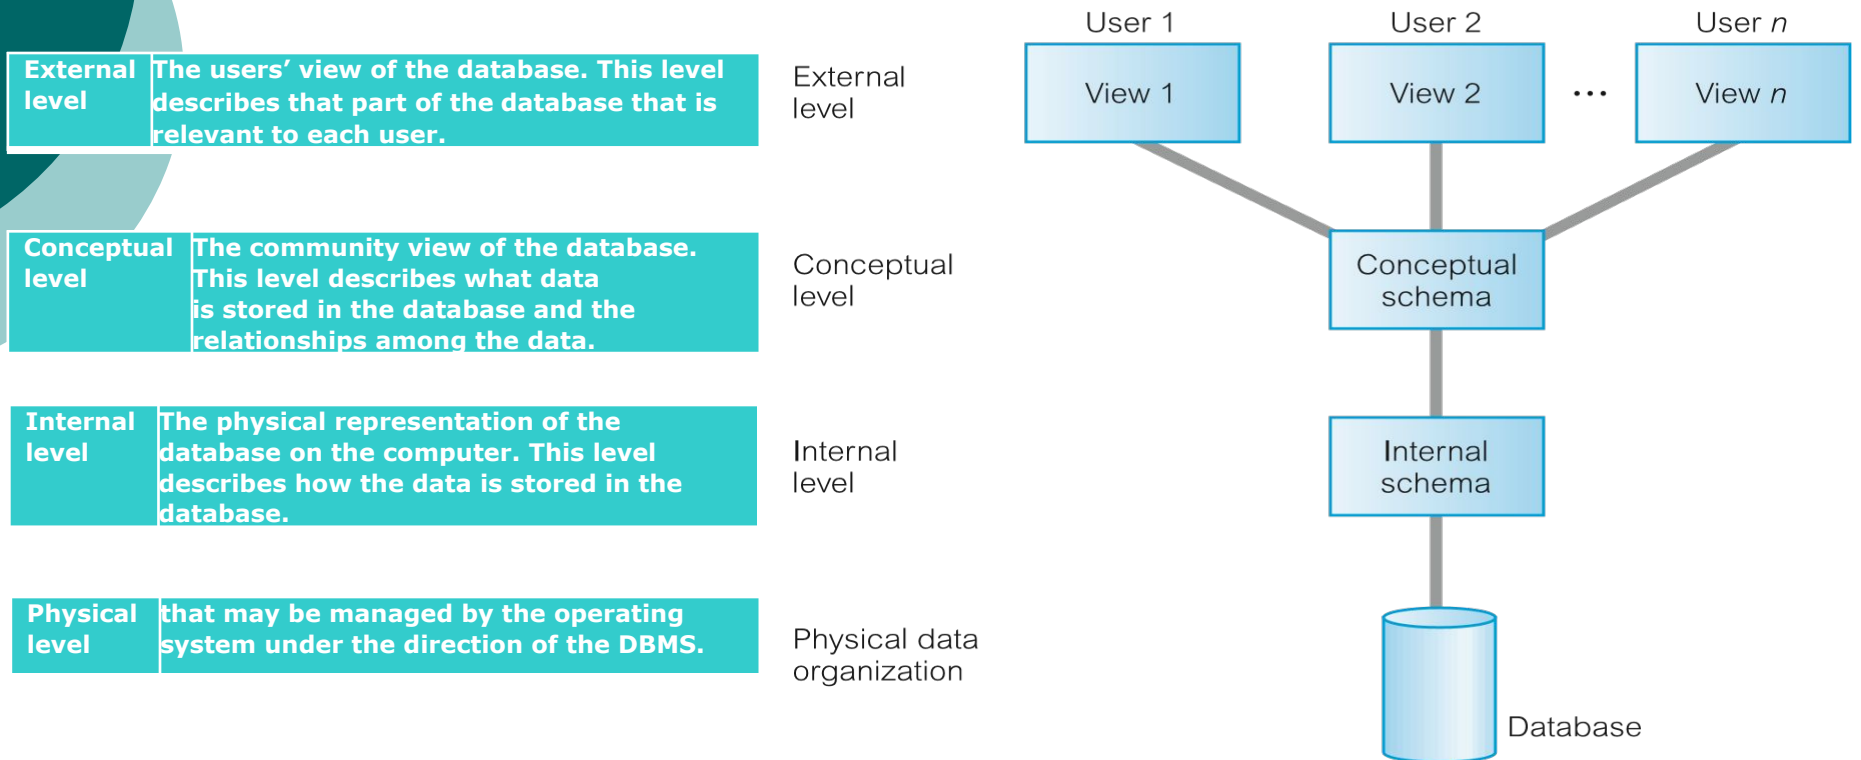 External
level
The users’ view of the database. This level
describes that part of the database that is
relevant to each user.
Conceptual
level
The community view of the database.
This level describes what data
is stored in the database and the
relationships among the data.
Internal
level
The physical representation of the
database on the computer. This level
describes how the data is stored in the
database.
Physical
level
that may be managed by the operating
system under the direction of the DBMS.
External
level
Conceptual
level
Internal
level
Physical data
organization
User 1
User 2
User n
View 1
View 2
...
View n
Conceptual
schema
Internal
schema
Database